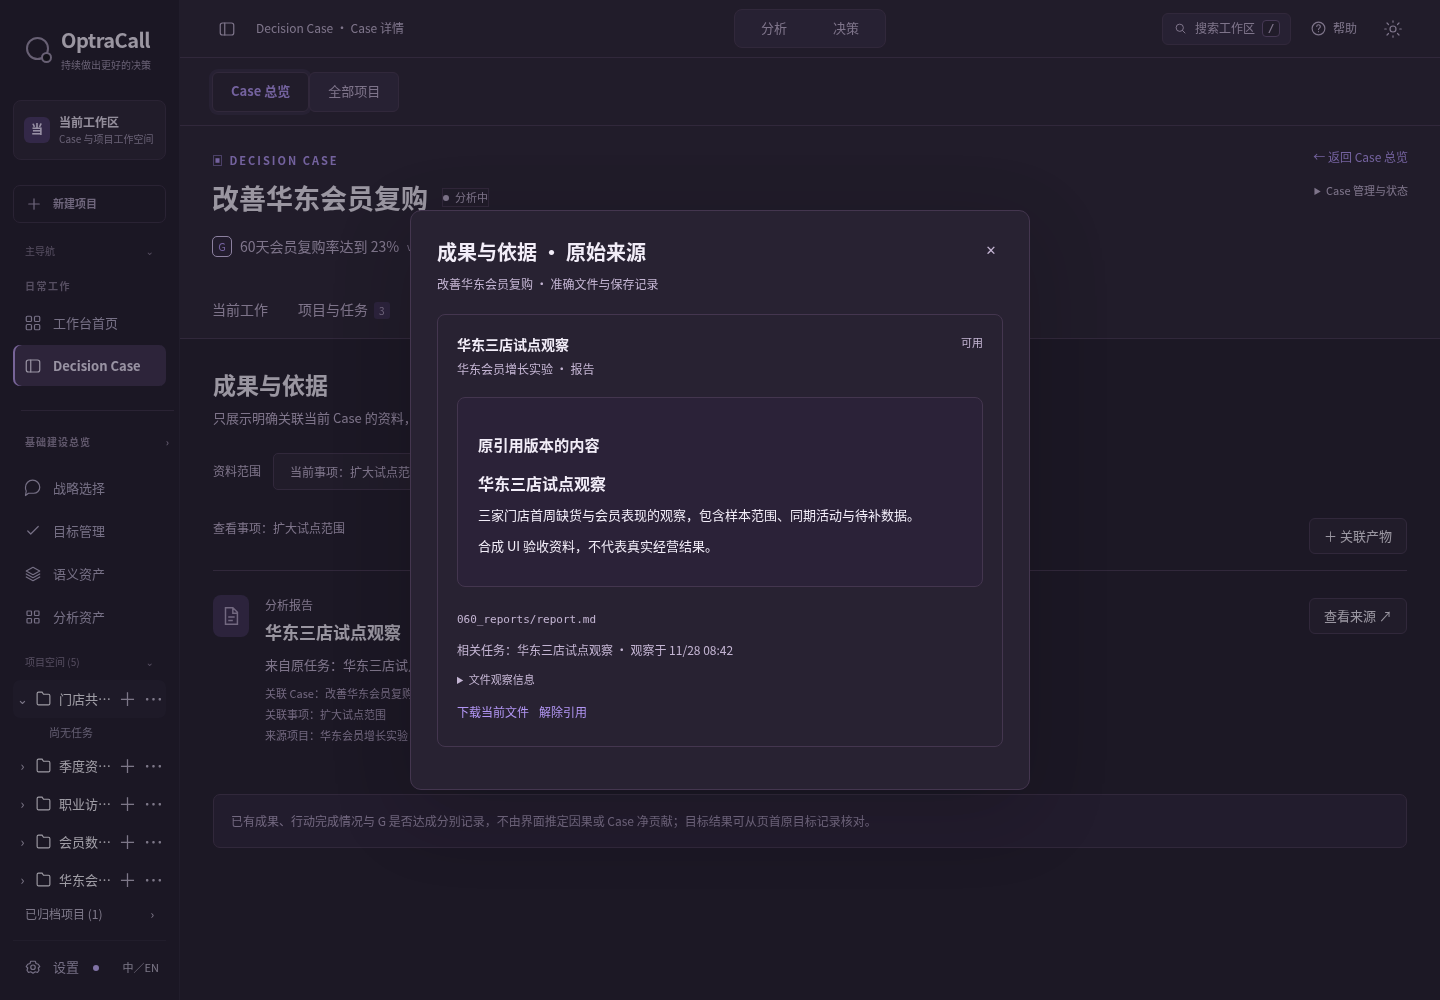 OptraCall
持续做出更好的决策
当
当前工作区
Case 与项目工作空间
新建项目
主导航
日常工作
工作台首页
Decision Case
基础建设总览
战略选择
目标管理
语义资产
分析资产
项目空间 (5)
门店共…
尚无任务
季度资…
职业访…
会员数…
华东会…
已归档项目 (1)
设置
中／EN
Decision Case · Case 详情
分析
决策
搜索工作区 /
帮助
Case 总览
全部项目
DECISION CASE
← 返回 Case 总览
改善华东会员复购
分析中
▶ Case 管理与状态
G 60天会员复购率达到 23%
当前工作
项目与任务 3
成果与依据
只展示明确关联当前 Case 的资料，
资料范围
当前事项：扩大试点范
查看事项：扩大试点范围
＋ 关联产物
分析报告
华东三店试点观察
查看来源 ↗
来自原任务：华东三店试
关联 Case：改善华东会员复购
关联事项：扩大试点范围
来源项目：华东会员增长实验
已有成果、行动完成情况与 G 是否达成分别记录，不由界面推定因果或 Case 净贡献；目标结果可从页首原目标记录核对。
成果与依据 · 原始来源
×
改善华东会员复购 · 准确文件与保存记录
华东三店试点观察
可用
华东会员增长实验 · 报告
原引用版本的内容
华东三店试点观察
三家门店首周缺货与会员表现的观察，包含样本范围、同期活动与待补数据。
合成 UI 验收资料，不代表真实经营结果。
060_reports/report.md
相关任务：华东三店试点观察 · 观察于 11/28 08:42
▶ 文件观察信息
下载当前文件 解除引用